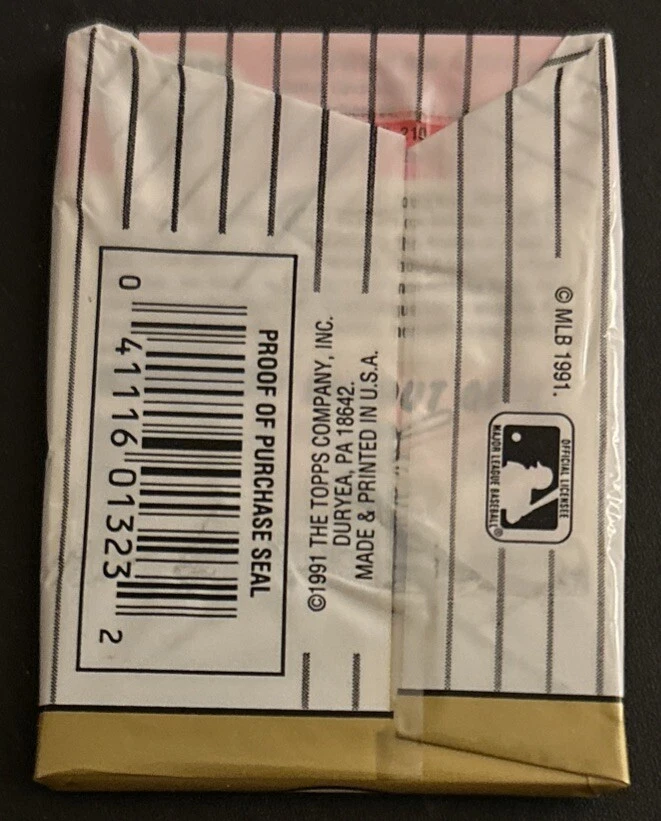 210
© MLB 1991.
OFFICIAL LICENSEE
MAJOR LEAGUE BASEBALL®
©1991 THE TOPPS COMPANY, INC.
DURYEA, PA 18642.
MADE & PRINTED IN U.S.A.
PROOF OF PURCHASE SEAL
0 41116 01323 2